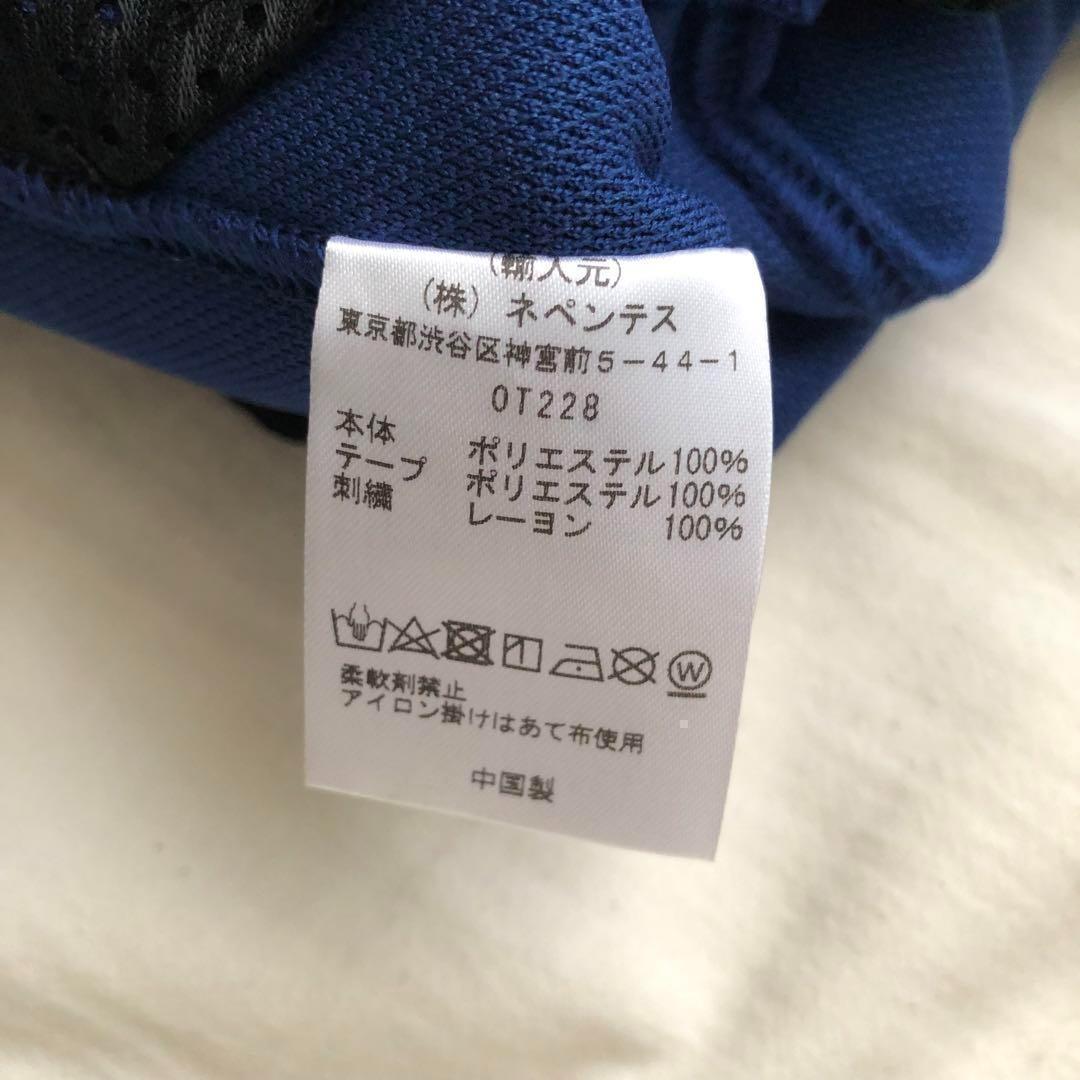 (輸入元)
(株) ネペンテス
東京都渋谷区神宮前5-44-1
OT228
本体 ポリエステル100%
テープ ポリエステル100%
刺繍 レーヨン 100%
W
柔軟剤禁止
アイロン掛けはあて布使用
中国製